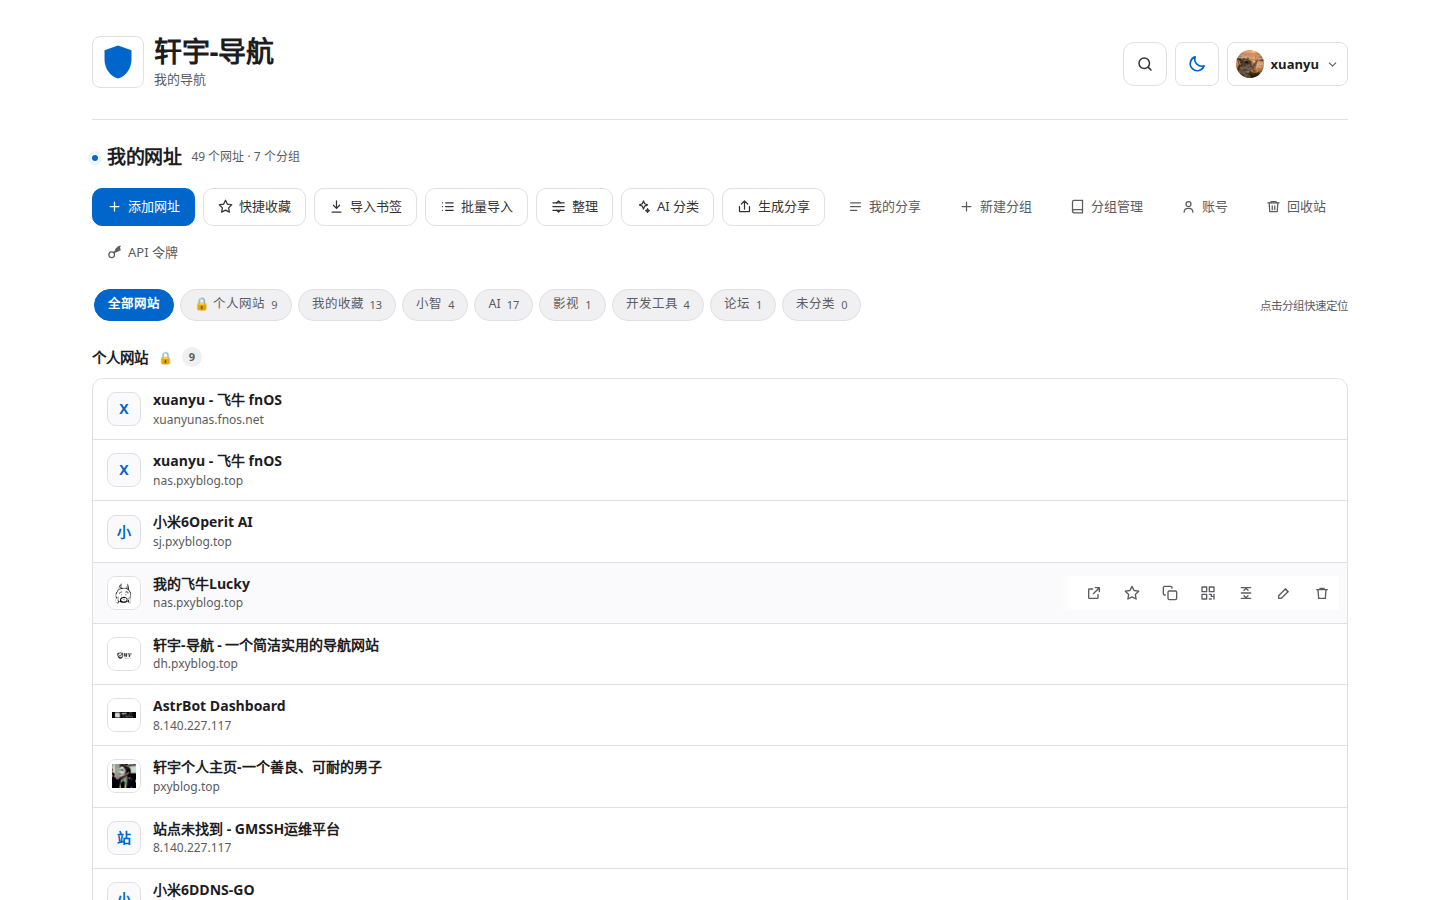 轩宇-导航
我的导航
xuanyu
我的网址 49 个网址 · 7 个分组
添加网址 快捷收藏 导入书签 批量导入 整理 AI 分类 生成分享 我的分享 新建分组 分组管理 账号 回收站
API 令牌
全部网站 🔒 个人网站 9 我的收藏 13 小智 4 AI 17 影视 1 开发工具 4 论坛 1 未分类 0 点击分组快速定位
个人网站 🔒 9
X xuanyu - 飞牛 fnOS
xuanyunas.fnos.net
X xuanyu - 飞牛 fnOS
nas.pxyblog.top
小 小米6Operit AI
sj.pxyblog.top
我的飞牛Lucky
nas.pxyblog.top
轩宇-导航 - 一个简洁实用的导航网站
dh.pxyblog.top
AstrBot Dashboard
8.140.227.117
轩宇个人主页-一个善良、可耐的男子
pxyblog.top
站 站点未找到 - GMSSH运维平台
8.140.227.117
小 小米6DDNS-GO